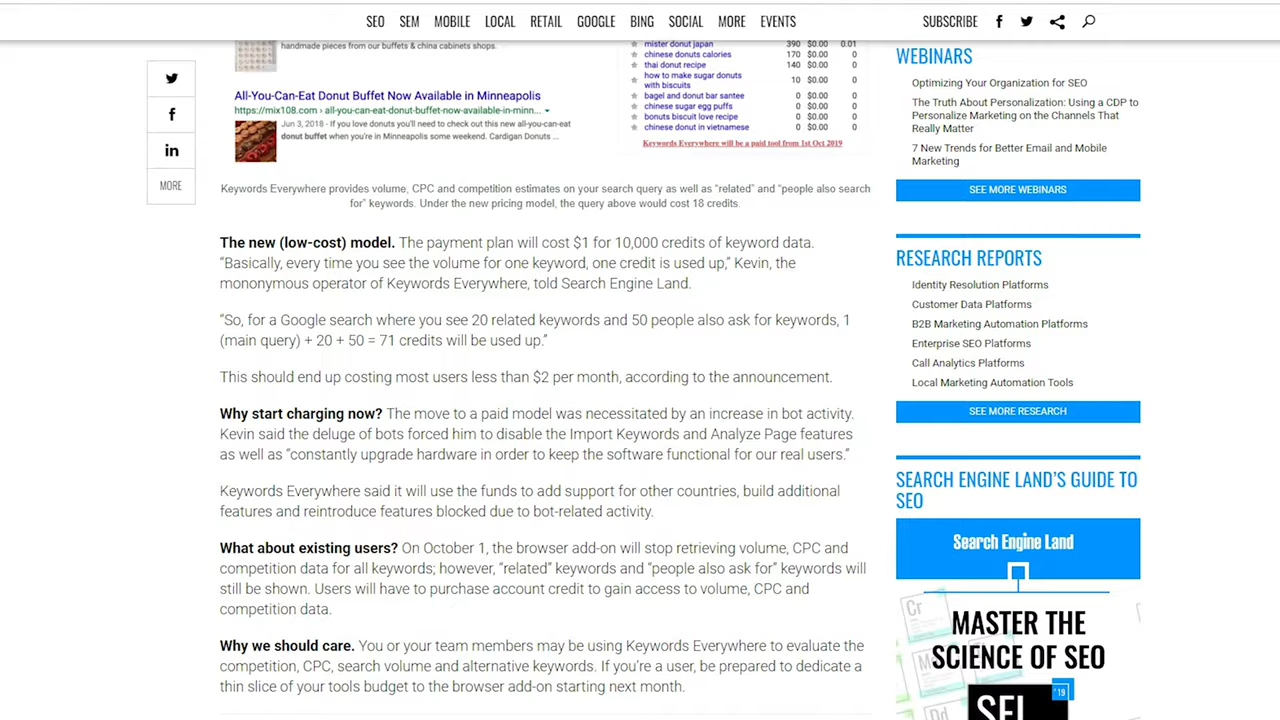 SEO SEM MOBILE LOCAL RETAIL GOOGLE BING SOCIAL MORE EVENTS SUBSCRIBE
handmade pieces from our buffets & china cabinets shops.
All-You-Can-Eat Donut Buffet Now Available in Minneapolis
https://mix108.com › all-you-can-eat-donut-buffet-now-available-in-minn...
Jun 3, 2018 - If you love donuts you'll need to check out this new all-you-can-eat
donut buffet when you're in Minneapolis some weekend. Cardigan Donuts ...
mister donut japan 390 $0.00 0.01
chinese donuts calories 170 $0.00 0
thai donut recipe 140 $0.00 0
how to make sugar donuts
with biscuits 10 $0.00 0
bagel and donut bar santee 0 $0.00 0
chinese sugar egg puffs 0 $0.00 0
bonuts biscuit love recipe 0 $0.00 0
chinese donut in vietnamese 0 $0.00 0
Keywords Everywhere will be a paid tool from 1st Oct 2019
MORE
Keywords Everywhere provides volume, CPC and competition estimates on your search query as well as “related” and “people also search
for” keywords. Under the new pricing model, the query above would cost 18 credits.
The new (low-cost) model. The payment plan will cost $1 for 10,000 credits of keyword data.
“Basically, every time you see the volume for one keyword, one credit is used up,” Kevin, the
mononymous operator of Keywords Everywhere, told Search Engine Land.
“So, for a Google search where you see 20 related keywords and 50 people also ask for keywords, 1
(main query) + 20 + 50 = 71 credits will be used up.”
This should end up costing most users less than $2 per month, according to the announcement.
Why start charging now? The move to a paid model was necessitated by an increase in bot activity.
Kevin said the deluge of bots forced him to disable the Import Keywords and Analyze Page features
as well as “constantly upgrade hardware in order to keep the software functional for our real users.”
Keywords Everywhere said it will use the funds to add support for other countries, build additional
features and reintroduce features blocked due to bot-related activity.
What about existing users? On October 1, the browser add-on will stop retrieving volume, CPC and
competition data for all keywords; however, “related” keywords and “people also ask for” keywords will
still be shown. Users will have to purchase account credit to gain access to volume, CPC and
competition data.
Why we should care. You or your team members may be using Keywords Everywhere to evaluate the
competition, CPC, search volume and alternative keywords. If you’re a user, be prepared to dedicate a
thin slice of your tools budget to the browser add-on starting next month.
WEBINARS
Optimizing Your Organization for SEO
The Truth About Personalization: Using a CDP to
Personalize Marketing on the Channels That
Really Matter
7 New Trends for Better Email and Mobile
Marketing
SEE MORE WEBINARS
RESEARCH REPORTS
Identity Resolution Platforms
Customer Data Platforms
B2B Marketing Automation Platforms
Enterprise SEO Platforms
Call Analytics Platforms
Local Marketing Automation Tools
SEE MORE RESEARCH
SEARCH ENGINE LAND’S GUIDE TO
SEO
Search Engine Land
Cr
MASTER THE
SCIENCE OF SEO
SEL '19
Dd